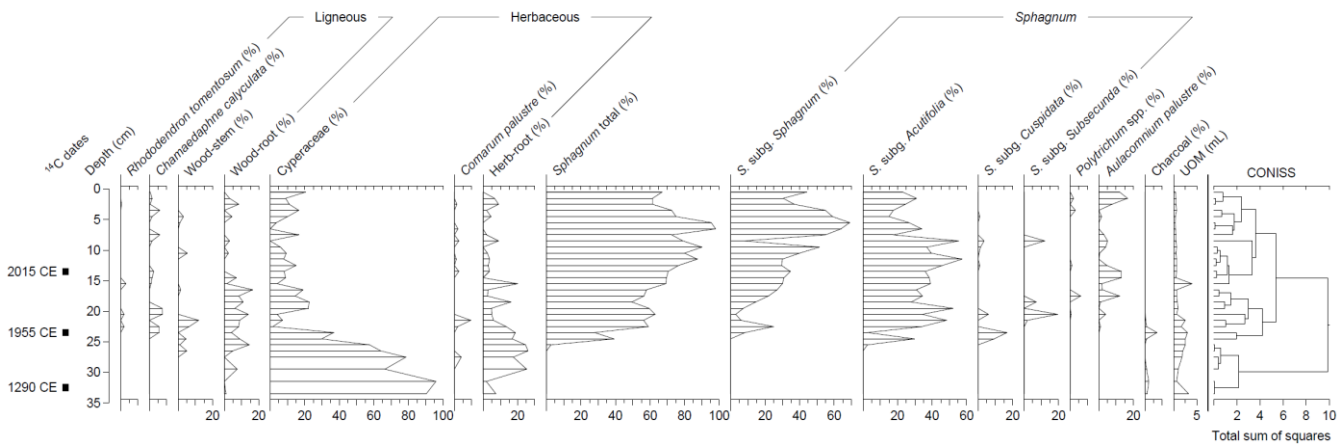 Ligneous
Herbaceous
Sphagnum
¹⁴C dates
Depth (cm)
Rhododendron tomentosum (%)
Chamaedaphne calyculata (%)
Wood-stem (%)
Wood-root (%)
Cyperaceae (%)
Comarum palustre (%)
Herb-root (%)
Sphagnum total (%)
S. subg. Sphagnum (%)
S. subg. Acutifolia (%)
S. subg. Cuspidata (%)
S. subg. Subsecunda (%)
Polytrichum spp. (%)
Aulacomnium palustre (%)
Charcoal (%)
UOM (mL)
CONISS
0
5
10
2015 CE
15
20
1955 CE
25
30
1290 CE
35
20 20 20 40 60 80 100 20 20 40 60 80 100 20 40 60 20 40 60 20 20 20 5 2 4 6 8 10
Total sum of squares